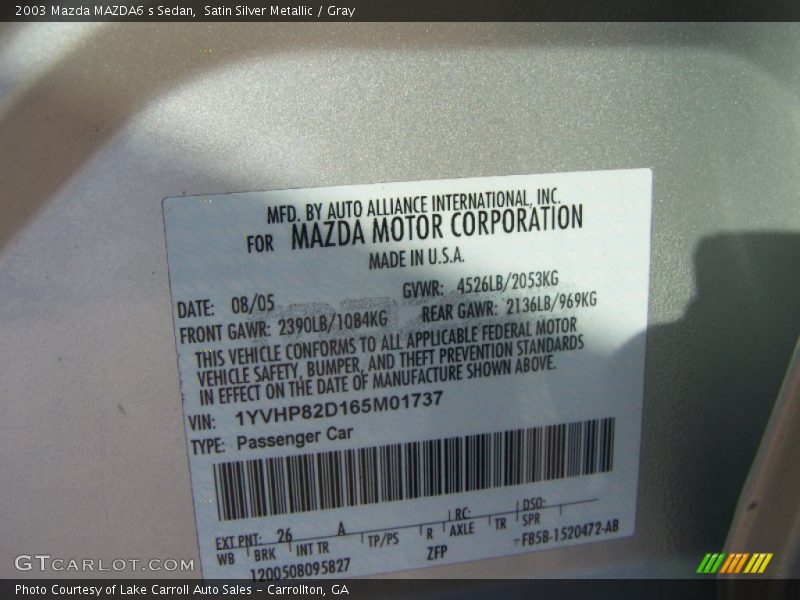 2003 Mazda MAZDA6 s Sedan, Satin Silver Metallic / Gray
MFD. BY AUTO ALLIANCE INTERNATIONAL, INC.
FOR MAZDA MOTOR CORPORATION
MADE IN U.S.A.
DATE: 08/05 GVWR: 4526LB/2053KG
FRONT GAWR: 2390LB/1084KG REAR GAWR: 2136LB/969KG
THIS VEHICLE CONFORMS TO ALL APPLICABLE FEDERAL MOTOR
VEHICLE SAFETY, BUMPER, AND THEFT PREVENTION STANDARDS
IN EFFECT ON THE DATE OF MANUFACTURE SHOWN ABOVE.
VIN: 1YVHP82D165M01737
TYPE: Passenger Car
EXT PNT: 26 A RC: DSO:
WB BRK INT TR TP/PS R AXLE TR SPR
1200508095827 ZFP FB5B-1520472-AB
GTCARLOT.COM
Photo Courtesy of Lake Carroll Auto Sales - Carrollton, GA